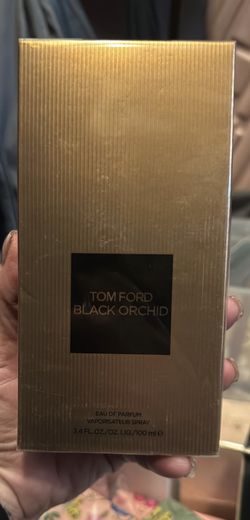 TOM FORD
BLACK ORCHID
EAU DE PARFUM
VAPORISATEUR SPRAY
3.4 FL.OZ./OZ. LIQ./100 ml ℮